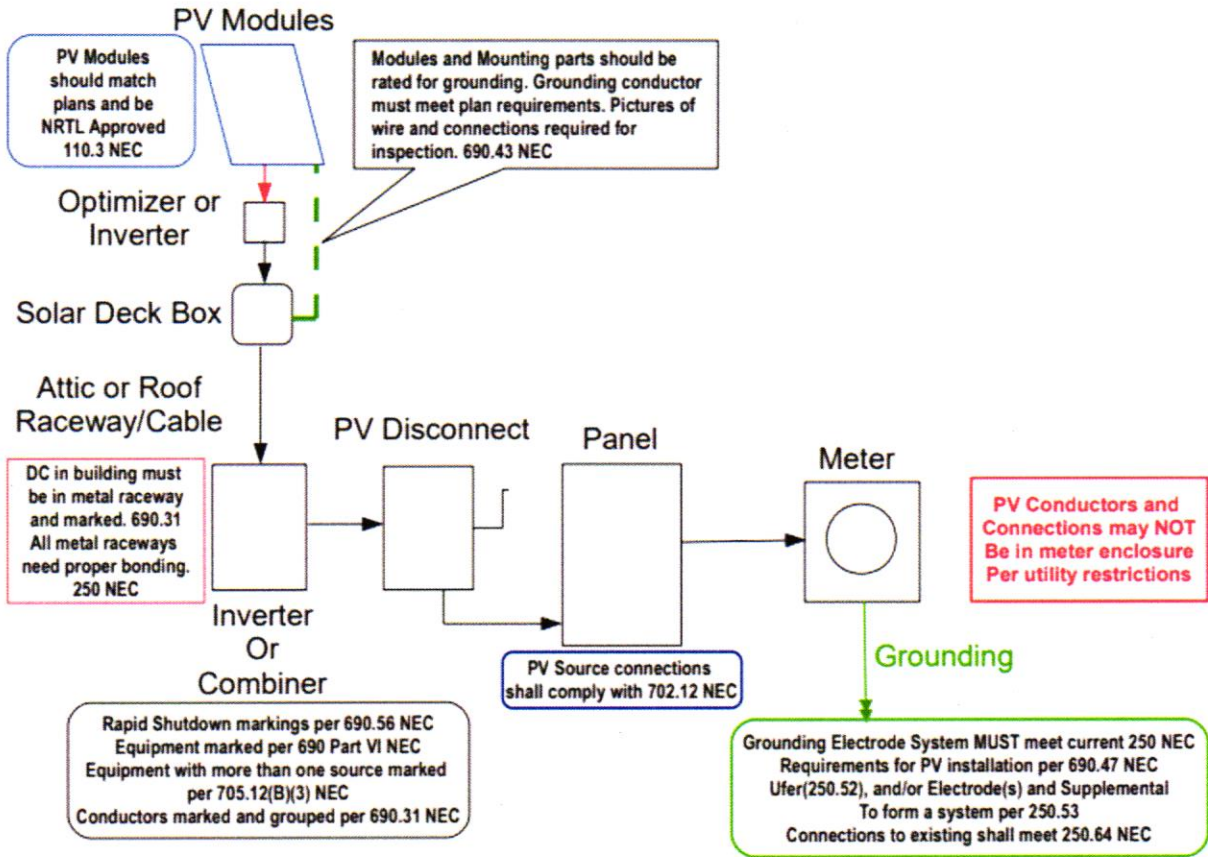 PV Modules
PV Modules
should match
plans and be
NRTL Approved
110.3 NEC
Modules and Mounting parts should be
rated for grounding. Grounding conductor
must meet plan requirements. Pictures of
wire and connections required for
inspection. 690.43 NEC
Optimizer or
Inverter
Solar Deck Box
Attic or Roof
Raceway/Cable
DC in building must
be in metal raceway
and marked. 690.31
All metal raceways
need proper bonding.
250 NEC
Inverter
Or
Combiner
Rapid Shutdown markings per 690.56 NEC
Equipment marked per 690 Part VI NEC
Equipment with more than one source marked
per 705.12(B)(3) NEC
Conductors marked and grouped per 690.31 NEC
PV Disconnect
Panel
PV Source connections
shall comply with 702.12 NEC
Meter
PV Conductors and
Connections may NOT
Be in meter enclosure
Per utility restrictions
Grounding
Grounding Electrode System MUST meet current 250 NEC
Requirements for PV installation per 690.47 NEC
Ufer(250.52), and/or Electrode(s) and Supplemental
To form a system per 250.53
Connections to existing shall meet 250.64 NEC